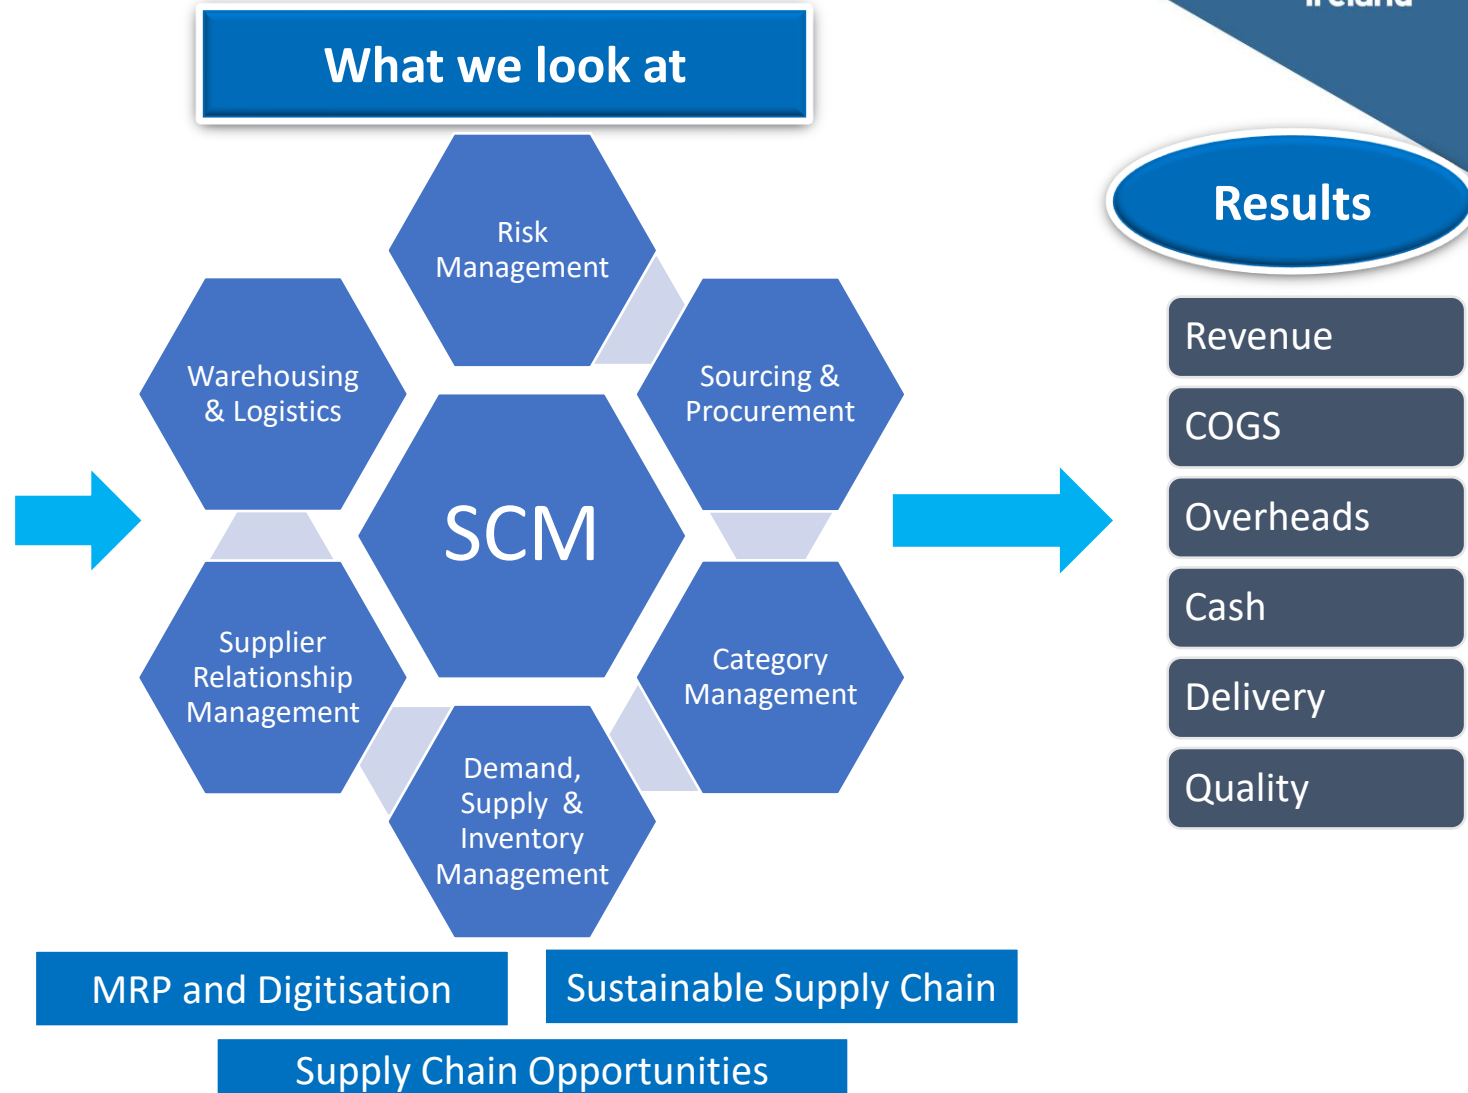 Ireland
What we look at
Results
Risk
Management
Warehousing
& Logistics
Sourcing &
Procurement
SCM
Supplier
Relationship
Management
Category
Management
Demand,
Supply &
Inventory
Management
Revenue
COGS
Overheads
Cash
Delivery
Quality
MRP and Digitisation
Sustainable Supply Chain
Supply Chain Opportunities